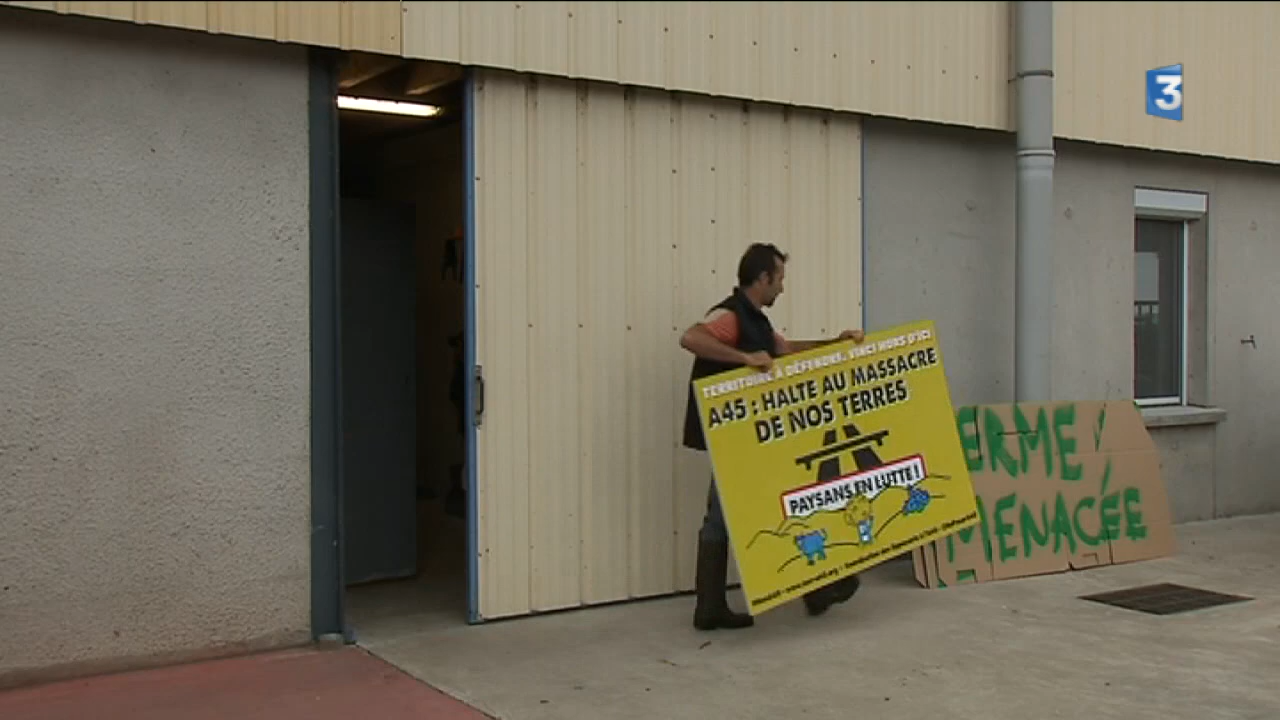 3
TERRITOIRE À DÉFENDRE, VINCI HORS D'ICI
A45 : HALTE AU MASSACRE
DE NOS TERRES
PAYSANS EN LUTTE !
ERME
MENACÉE